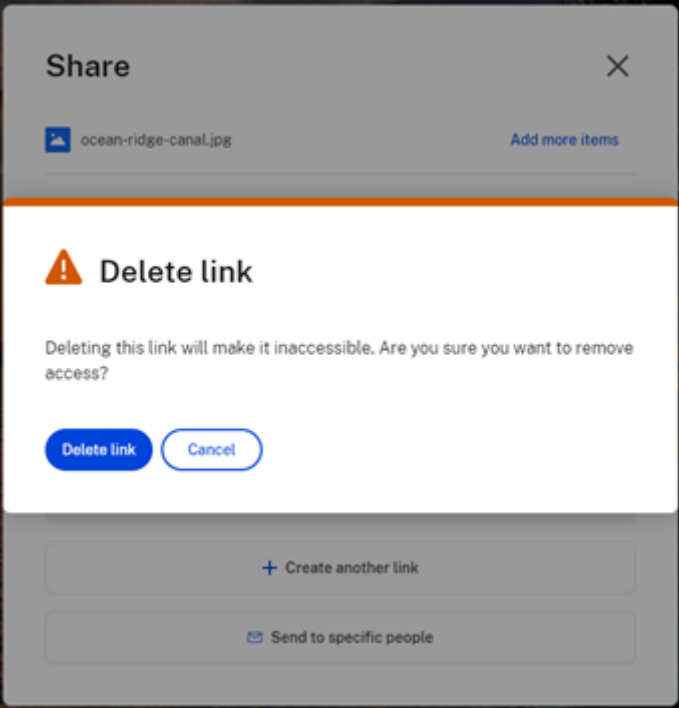 Share
ocean-ridge-canal.jpg Add more items
Delete link
Deleting this link will make it inaccessible. Are you sure you want to remove
access?
Delete link Cancel
Create another link
Send to specific people